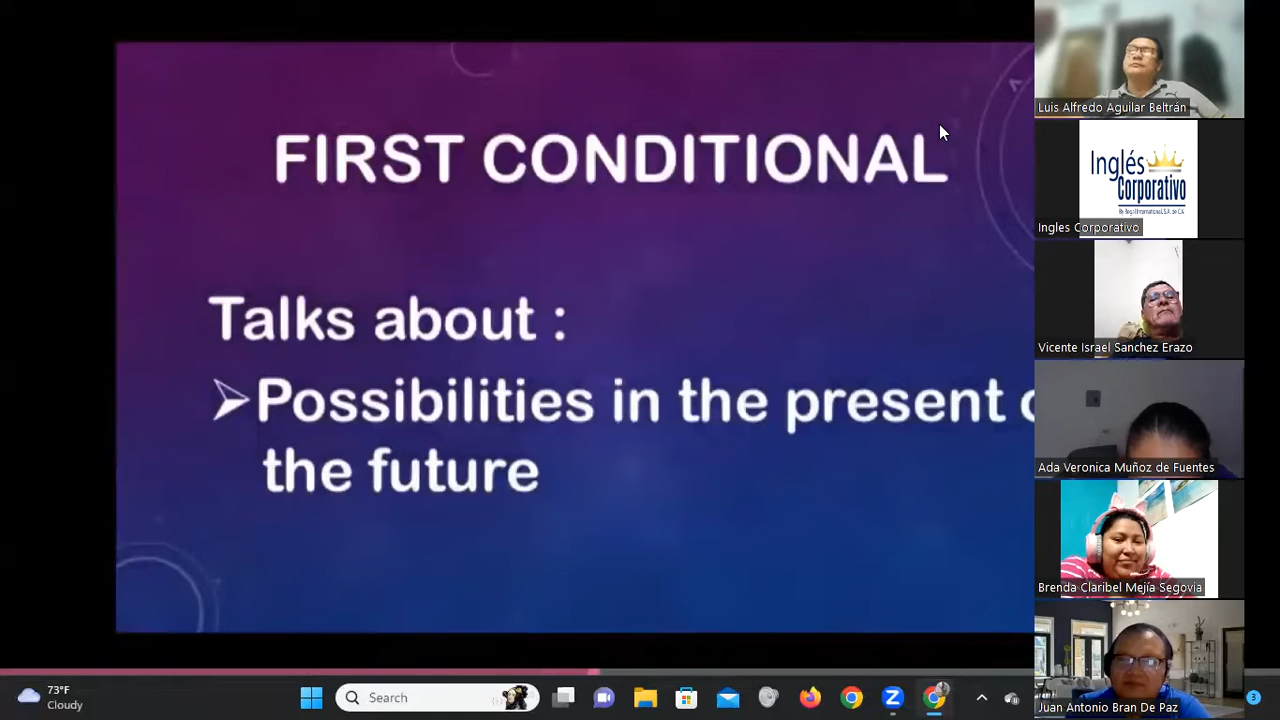 FIRST CONDITIONAL
Talks about :
Possibilities in the present
the future
Luis Alfredo Aguilar Beltrán
Inglés
Corporativo
Ingles Corporativo
Vicente Israel Sanchez Erazo
Ada Veronica Muñoz de Fuentes
Brenda Claribel Mejía Segovia
Juan Antonio Bran De Paz
73°F
Cloudy
Search
3